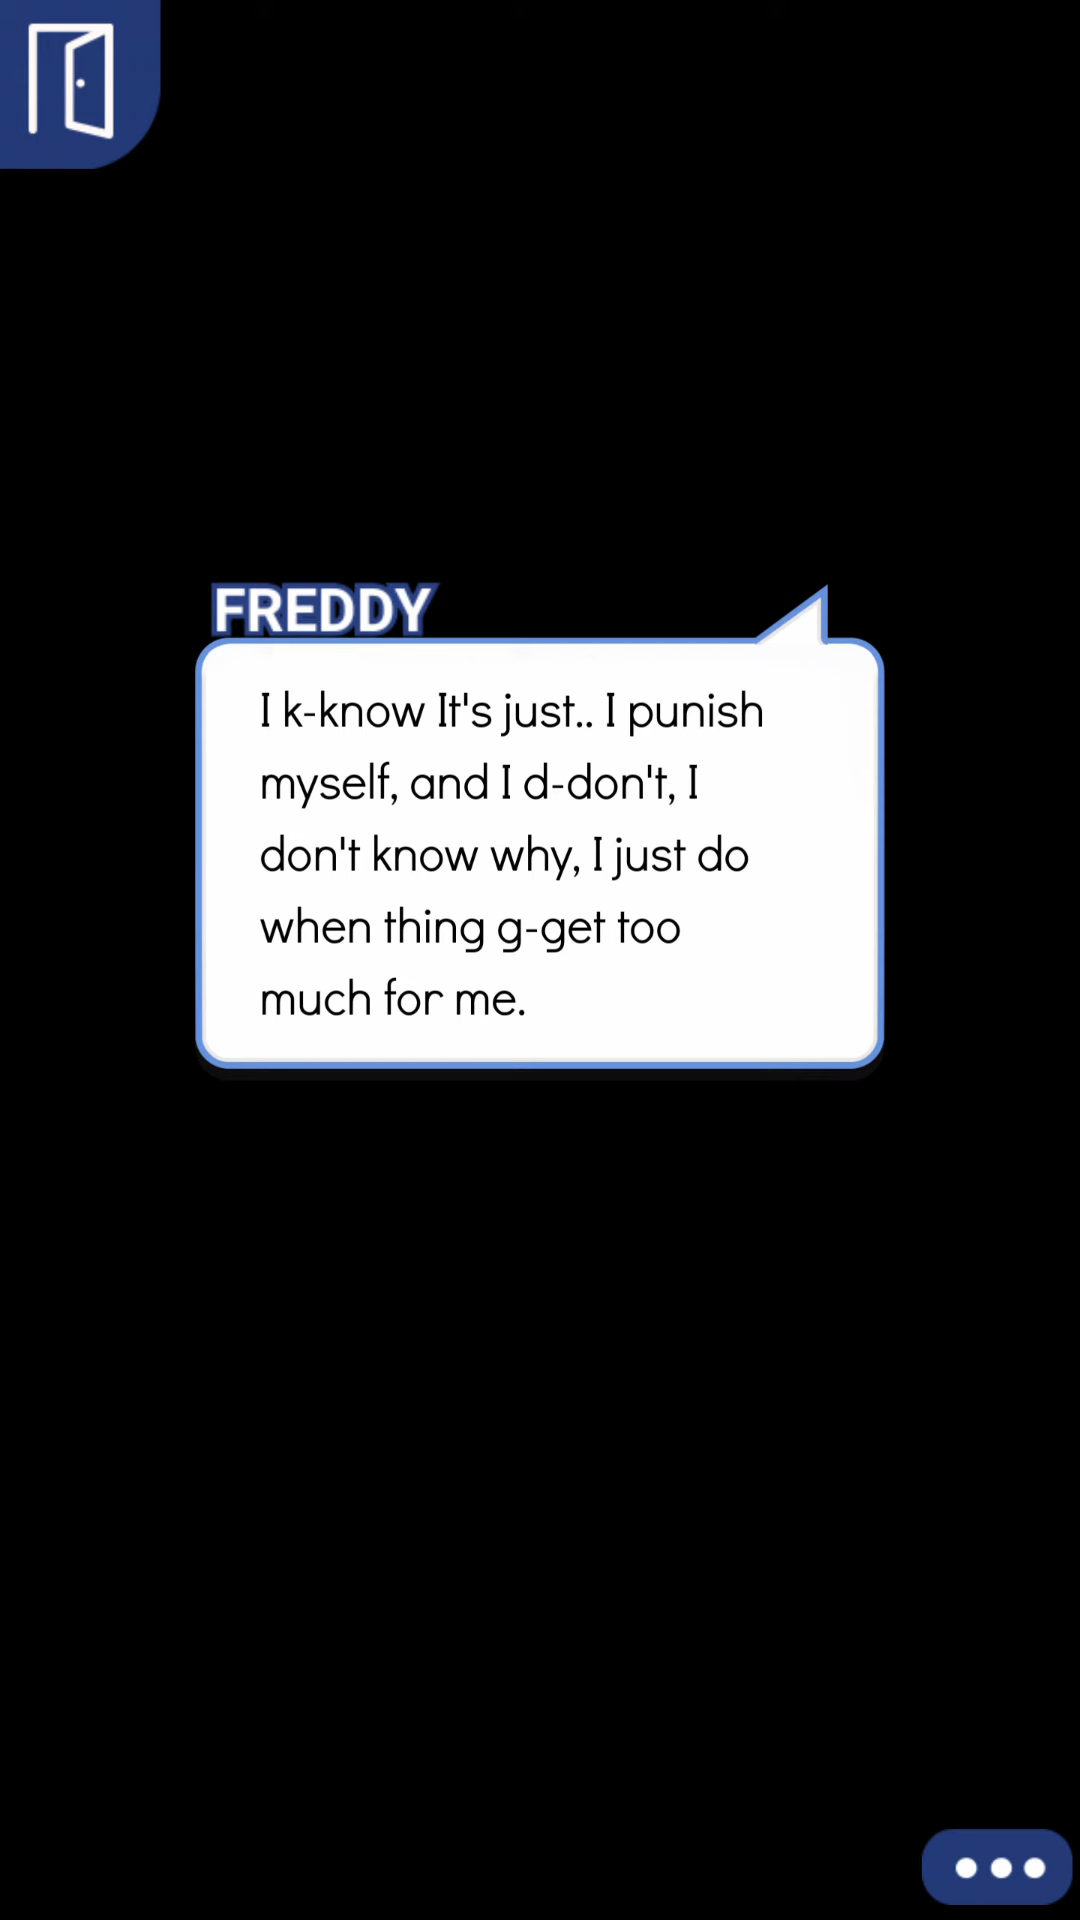 FREDDY
I k-know It's just.. I punish
myself, and I d-don't, I
don't know why, I just do
when thing g-get too
much for me.